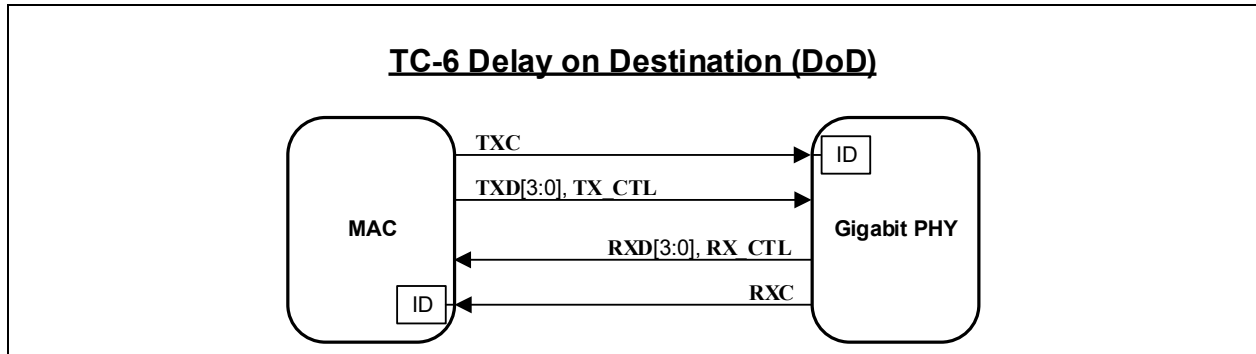 TC-6 Delay on Destination (DoD)
TXC
ID
TXD[3:0], TX_CTL
MAC
Gigabit PHY
RXD[3:0], RX_CTL
RXC
ID